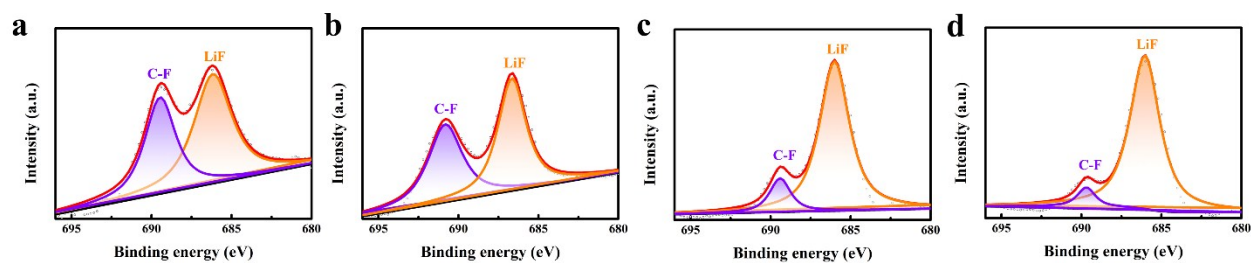 a
Intensity (a.u.)
C-F
LiF
695 690 685 680
Binding energy (eV)
b
Intensity (a.u.)
C-F
LiF
695 690 685 680
Binding energy (eV)
c
Intensity (a.u.)
C-F
LiF
695 690 685 680
Binding energy (eV)
d
Intensity (a.u.)
C-F
LiF
695 690 685 680
Binding energy (eV)